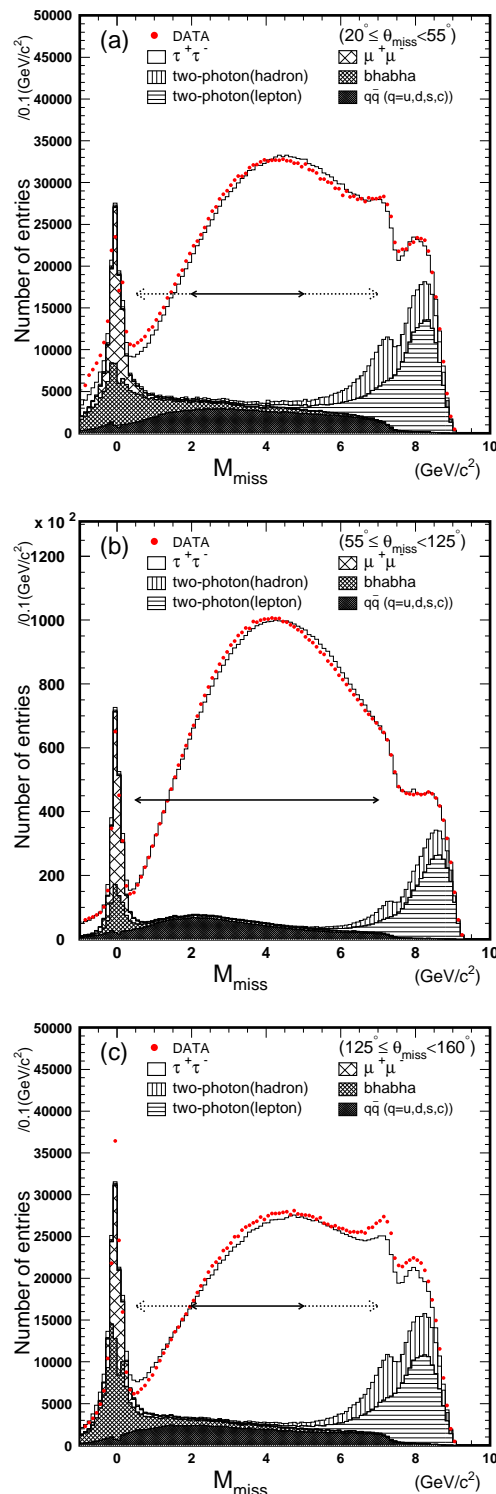 (a)
(20° ≤ θmiss <55°)
DATA
τ+τ- μ+μ-
two-photon(hadron) bhabha
two-photon(lepton) qq̄ (q=u,d,s,c))
Number of entries /0.1(GeV/c²)
50000
45000
40000
35000
30000
25000
20000
15000
10000
5000
0
0 2 4 6 8 10
Mmiss (GeV/c²)
x 10²
(b)
(55° ≤ θmiss <125°)
DATA
τ+τ- μ+μ-
two-photon(hadron) bhabha
two-photon(lepton) qq̄ (q=u,d,s,c))
Number of entries /0.1(GeV/c²)
1200
1000
800
600
400
200
0
0 2 4 6 8 10
Mmiss (GeV/c²)
(c)
(125° ≤ θmiss <160°)
DATA
τ+τ- μ+μ-
two-photon(hadron) bhabha
two-photon(lepton) qq̄ (q=u,d,s,c))
Number of entries /0.1(GeV/c²)
50000
45000
40000
35000
30000
25000
20000
15000
10000
5000
0
0 2 4 6 8 10
Mmiss (GeV/c²)